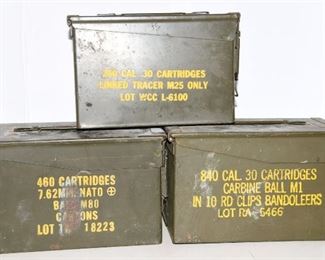 CAL .30 CARTRIDGES
LINKED TRACER M25 ONLY
LOT WCC L-6100
460 CARTRIDGES
7.62MM NATO ⊕
BALL M80
CARTONS
LOT 18223
840 CAL .30 CARTRIDGES
CARBINE BALL M1
IN 10 RD CLIPS BANDOLEERS
LOT RA 6466